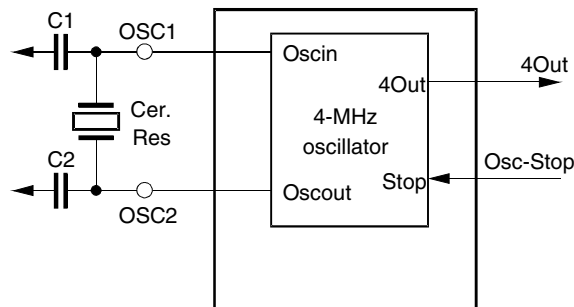 C1
OSC1
Oscin
4Out
4Out
Cer.
Res
4-MHz
oscillator
C2
Osc-Stop
Stop
Oscout
OSC2